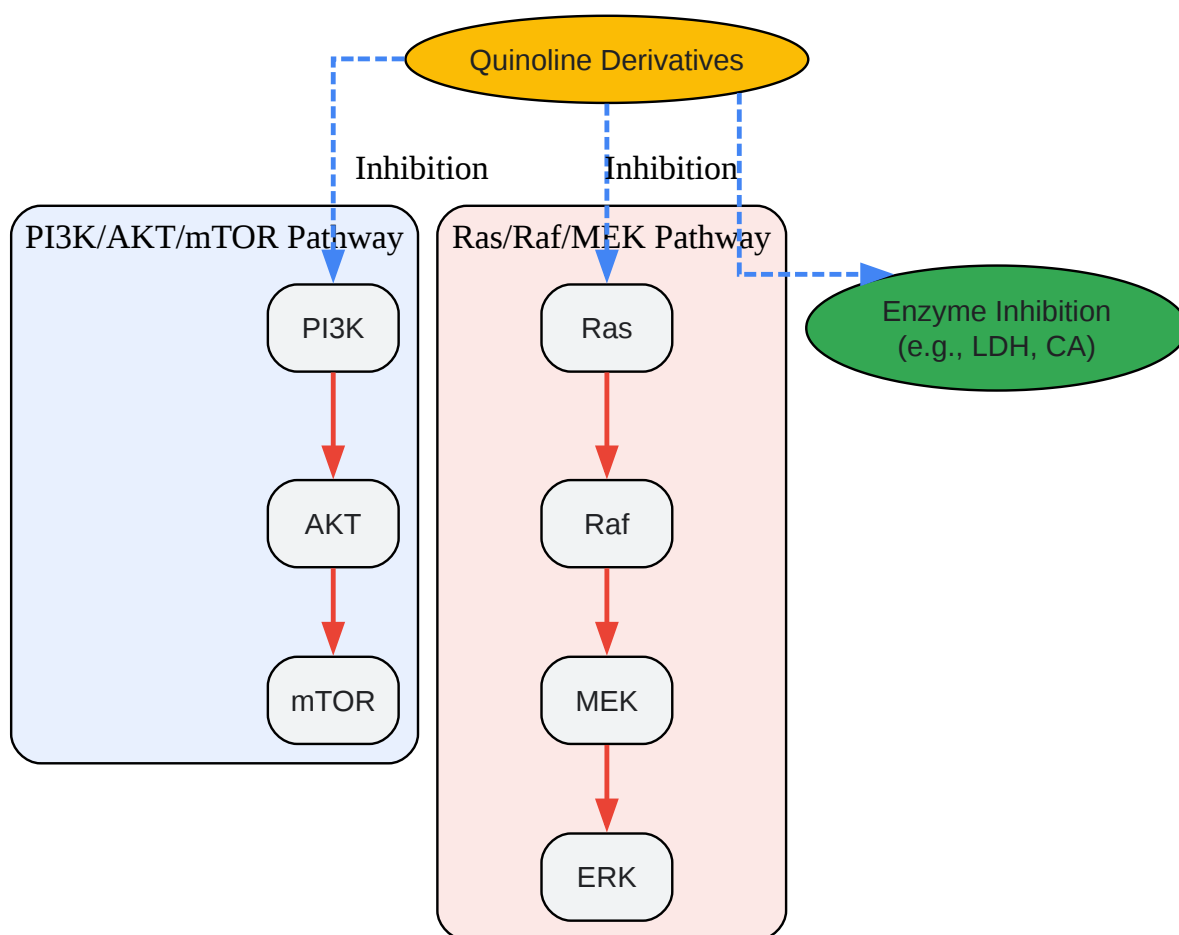 Quinoline Derivatives
Inhibition
Inhibition
PI3K/AKT/mTOR Pathway
Ras/Raf/MEK Pathway
PI3K
Ras
Enzyme Inhibition
(e.g., LDH, CA)
AKT
Raf
mTOR
MEK
ERK